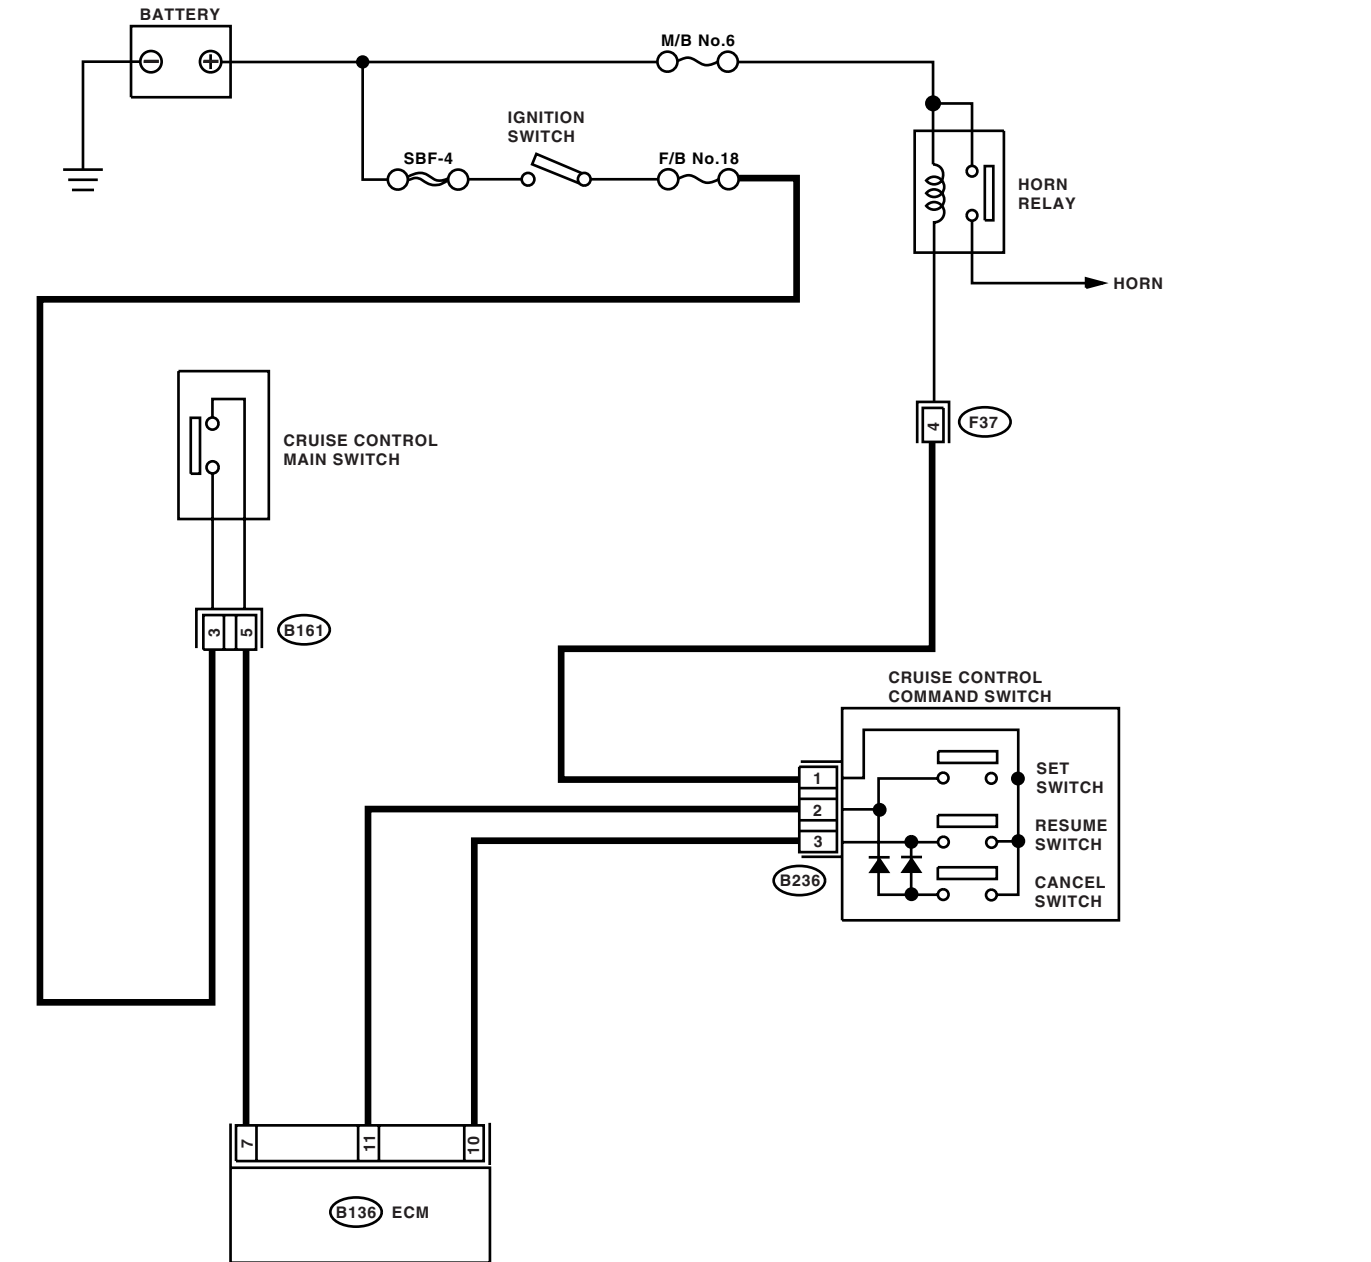 BATTERY
M/B No.6
IGNITION
SWITCH
SBF-4
F/B No.18
HORN
RELAY
HORN
4
F37
CRUISE CONTROL
MAIN SWITCH
3
5
B161
CRUISE CONTROL
COMMAND SWITCH
1
2
3
B236
SET
SWITCH
RESUME
SWITCH
CANCEL
SWITCH
7
11
10
B136
ECM